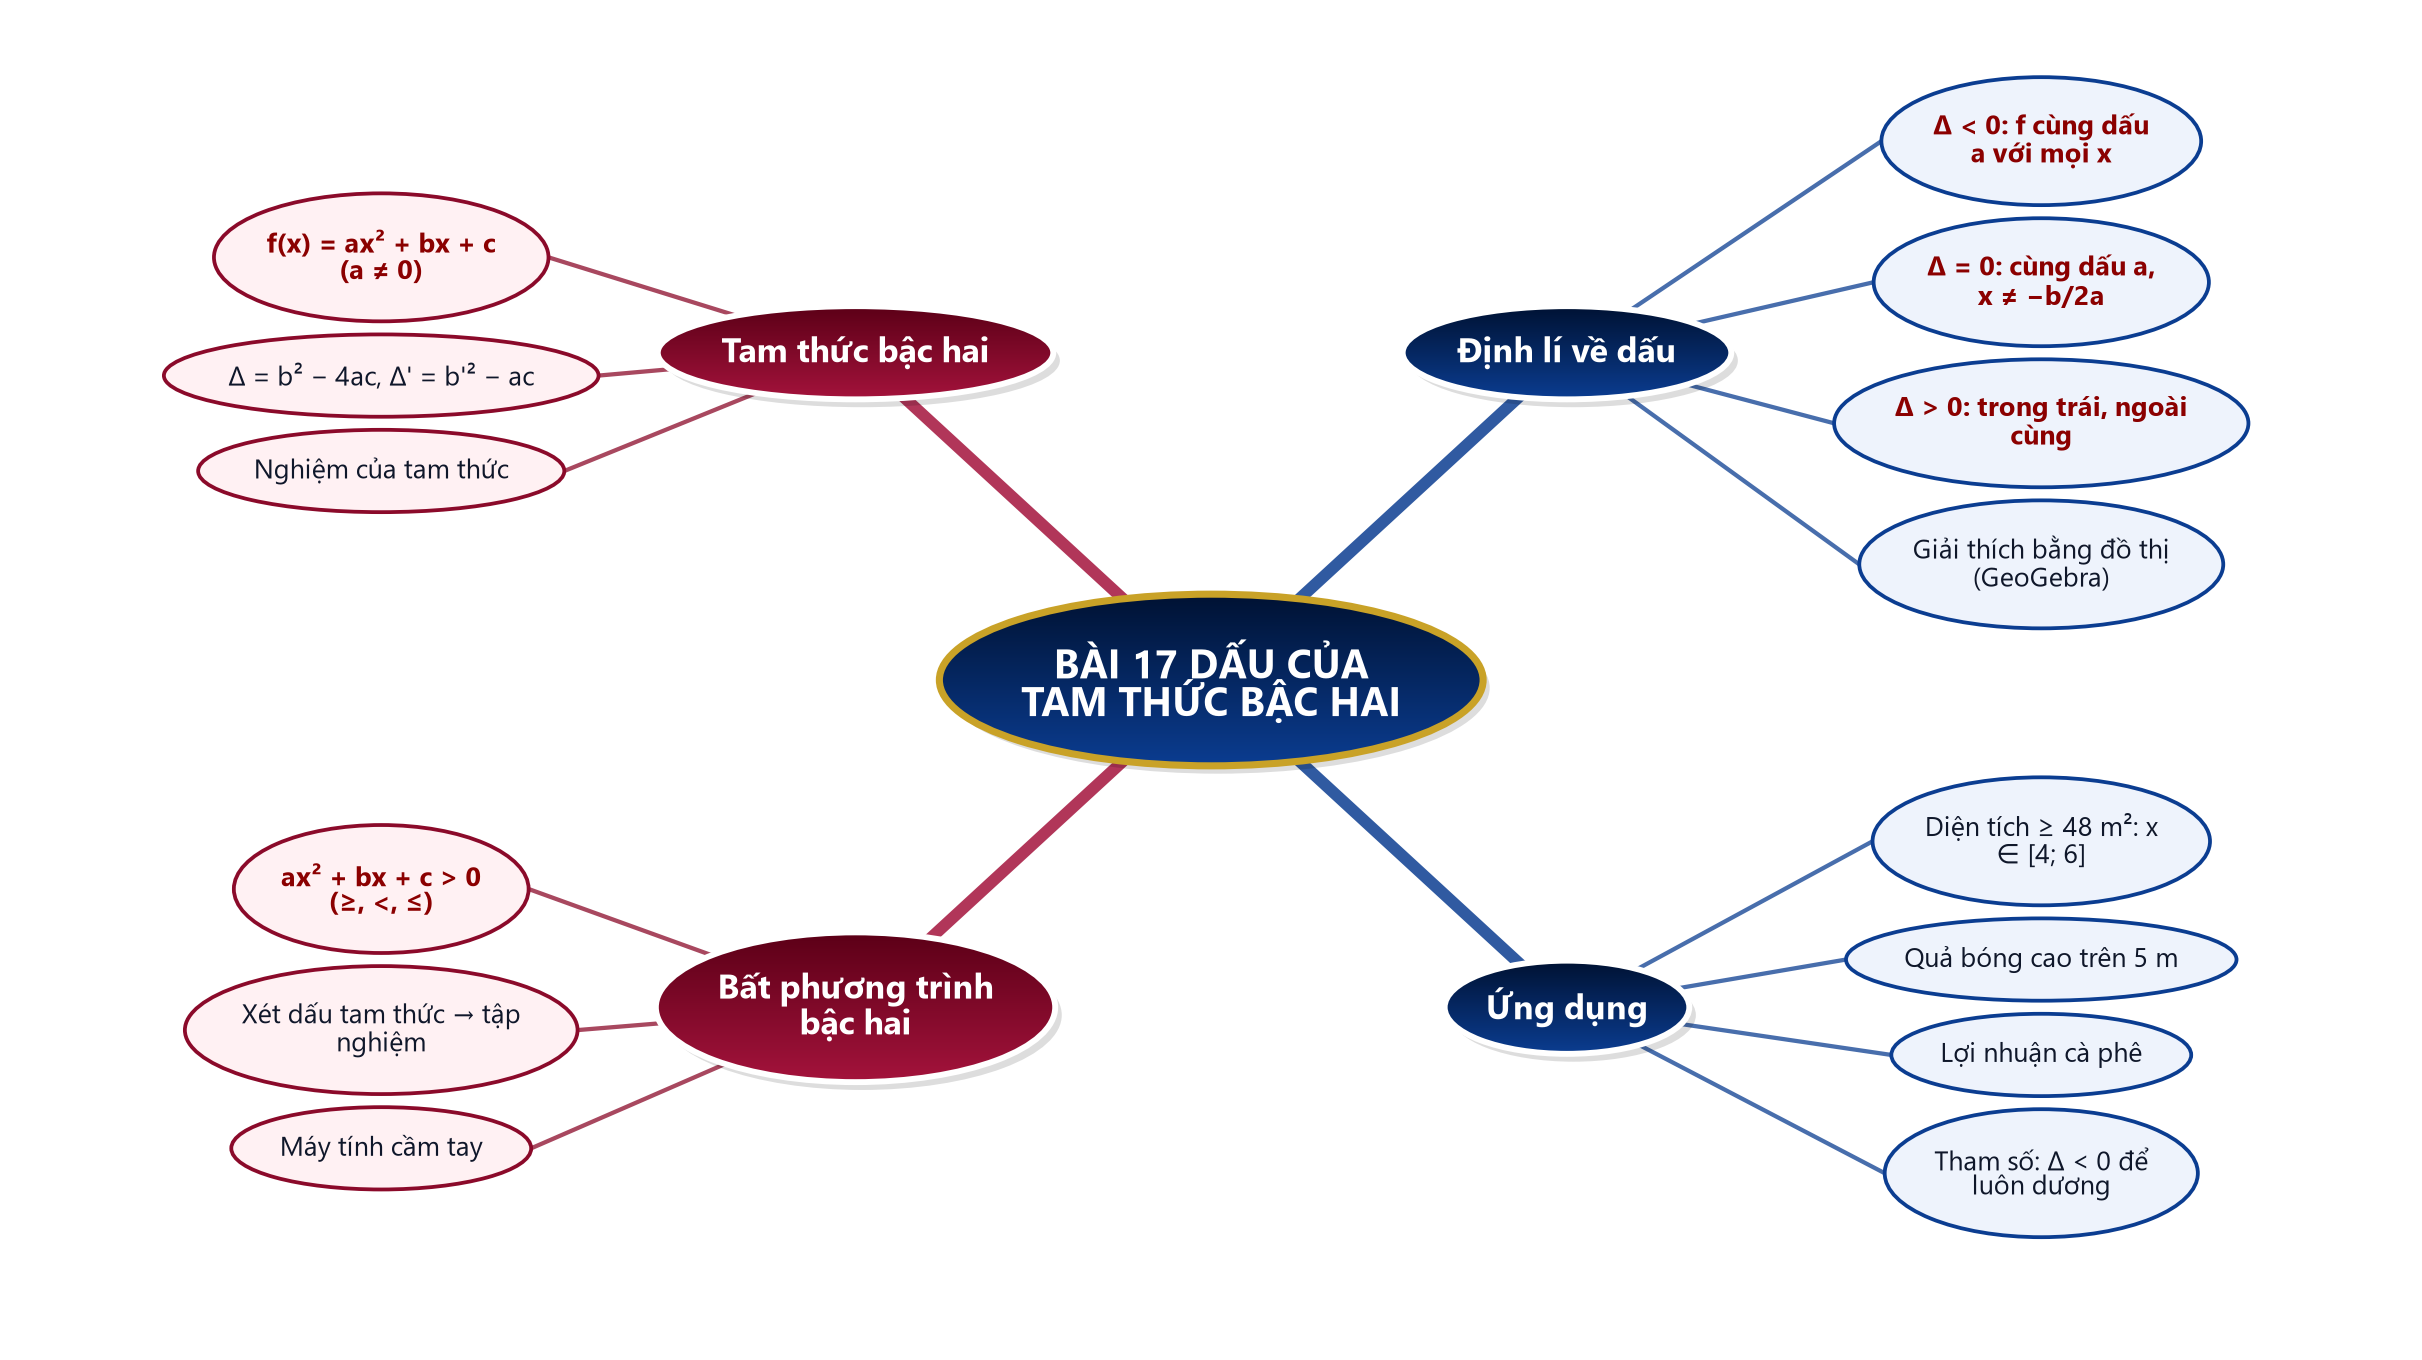 BÀI 17 DẤU CỦA
TAM THỨC BẬC HAI
Tam thức bậc hai
f(x) = ax² + bx + c
(a ≠ 0)
Δ = b² − 4ac, Δ' = b'² − ac
Nghiệm của tam thức
Định lí về dấu
Δ < 0: f cùng dấu
a với mọi x
Δ = 0: cùng dấu a,
x ≠ −b/2a
Δ > 0: trong trái, ngoài
cùng
Giải thích bằng đồ thị
(GeoGebra)
Bất phương trình
bậc hai
ax² + bx + c > 0
(≥, <, ≤)
Xét dấu tam thức → tập
nghiệm
Máy tính cầm tay
Ứng dụng
Diện tích ≥ 48 m²: x
∈ [4; 6]
Quả bóng cao trên 5 m
Lợi nhuận cà phê
Tham số: Δ < 0 để
luôn dương